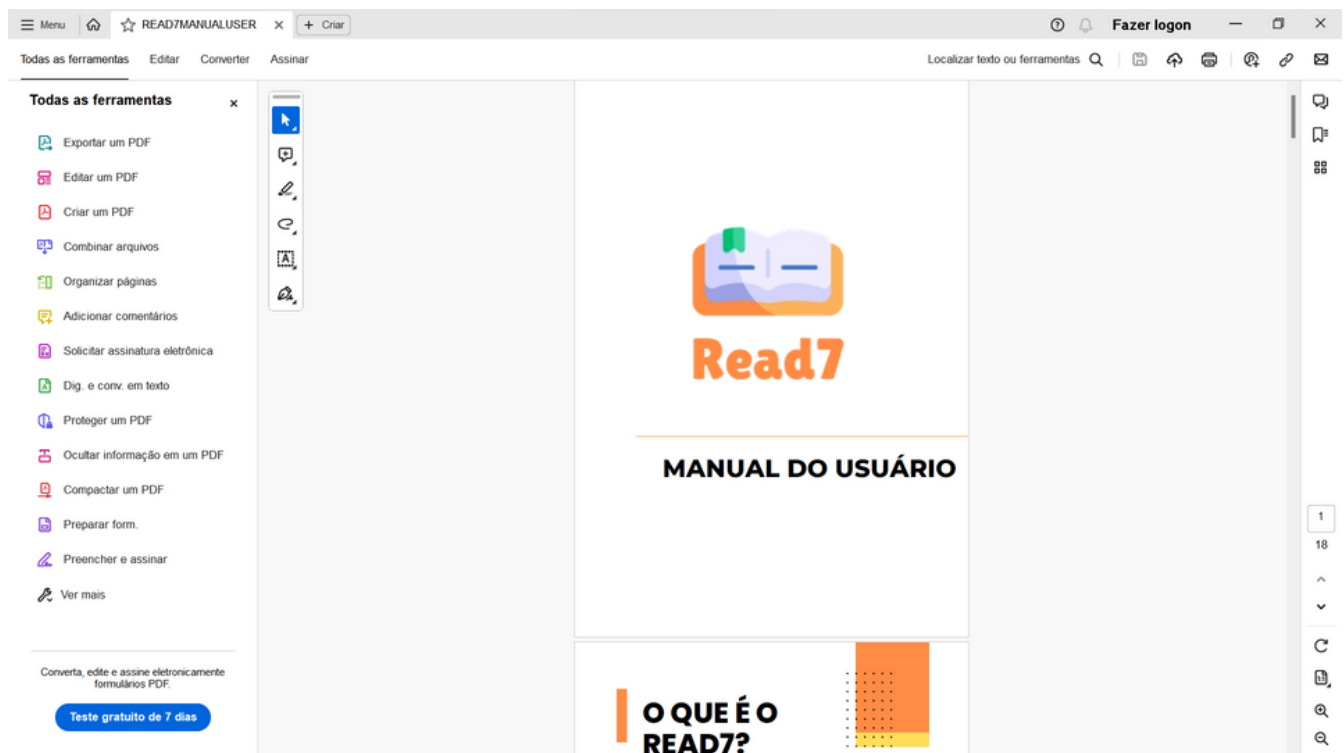 Menu
READ7MANUALUSER
Criar
Fazer logon
Todas as ferramentas Editar Converter Assinar
Localizar texto ou ferramentas
Todas as ferramentas
Exportar um PDF
Editar um PDF
Criar um PDF
Combinar arquivos
Organizar páginas
Adicionar comentários
Solicitar assinatura eletrônica
Dig. e conv. em texto
Proteger um PDF
Ocultar informação em um PDF
Compactar um PDF
Preparar form.
Preencher e assinar
Ver mais
Converta, edite e assine eletronicamente
formulários PDF.
Teste gratuito de 7 dias
Read7
MANUAL DO USUÁRIO
O QUE É O
READ7?
1
18